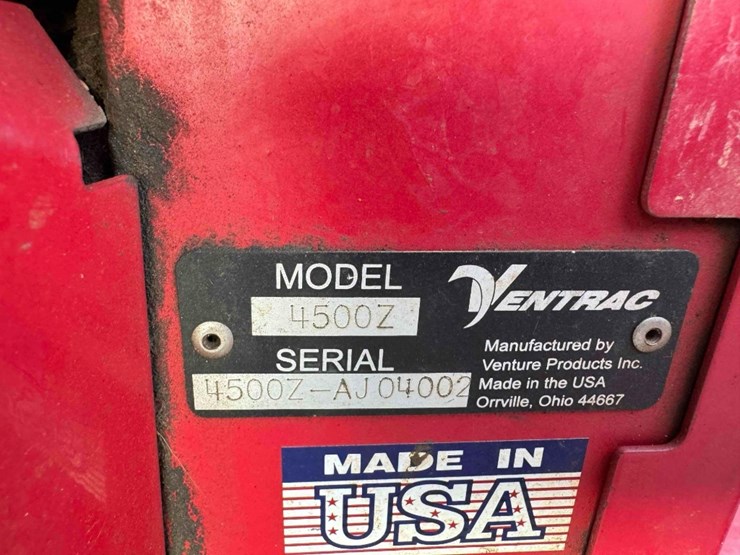 MODEL
4500Z
VENTRAC
SERIAL
4500Z-AJ04002
Manufactured by
Venture Products Inc.
Made in the USA
Orrville, Ohio 44667
MADE IN
USA